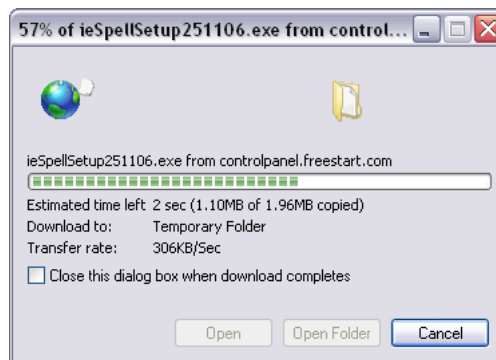 57% of ieSpellSetup251106.exe from control...
ieSpellSetup251106.exe from controlpanel.freestart.com
Estimated time left 2 sec (1.10MB of 1.96MB copied)
Download to: Temporary Folder
Transfer rate: 306KB/Sec
Close this dialog box when download completes
Open Open Folder Cancel